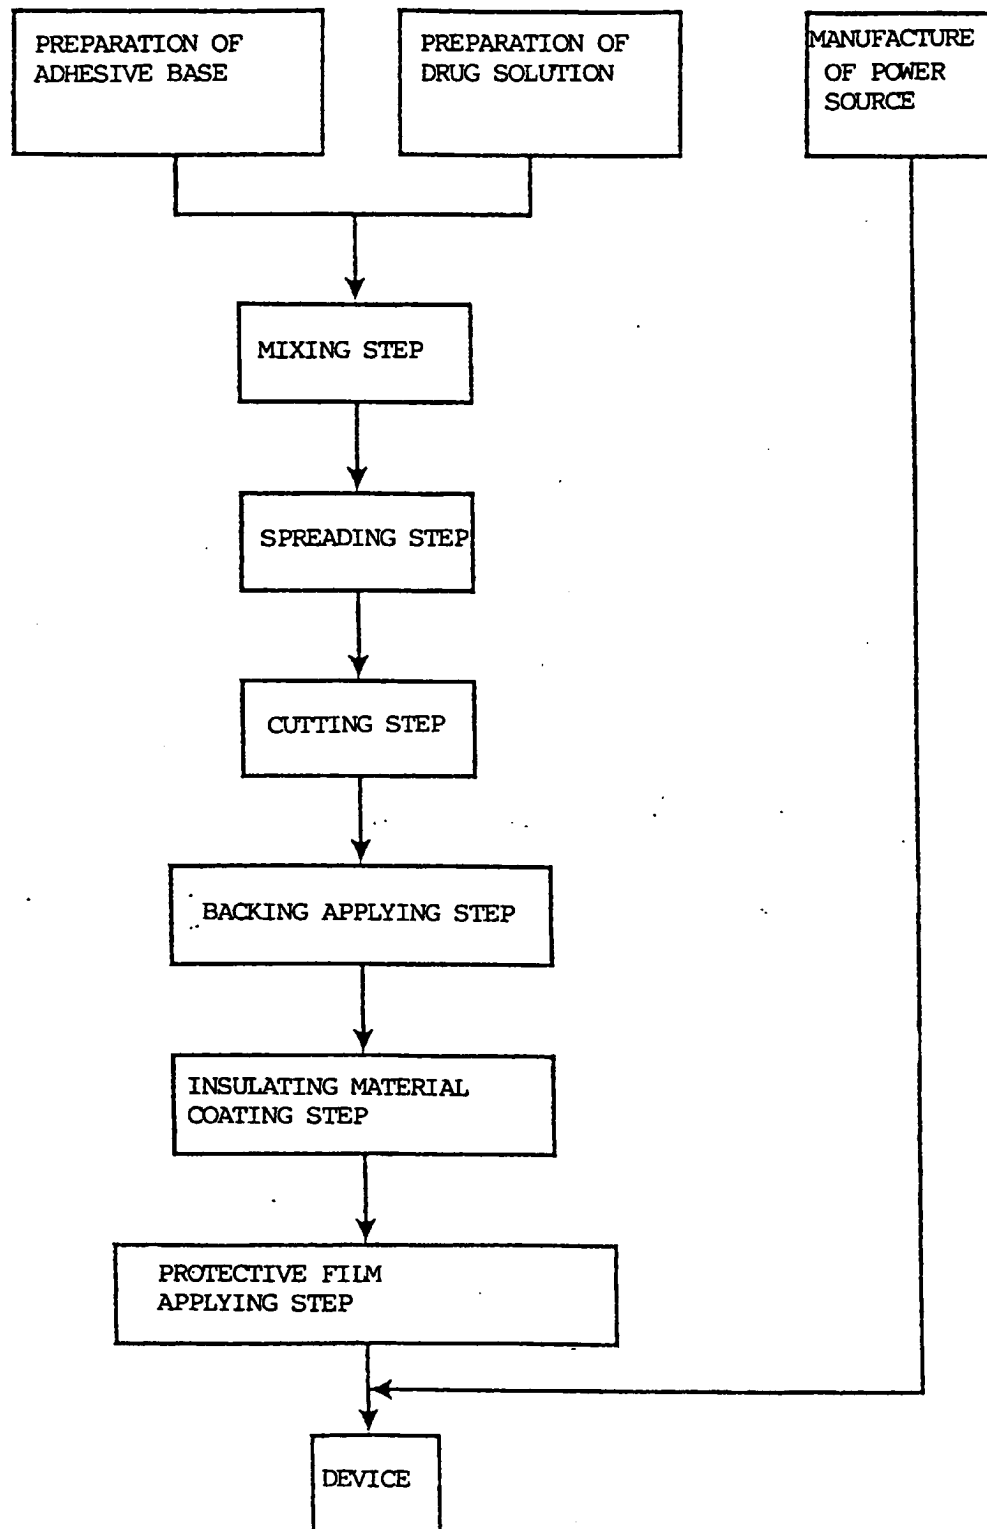 PREPARATION OF
ADHESIVE BASE
PREPARATION OF
DRUG SOLUTION
MANUFACTURE
OF POWER
SOURCE
MIXING STEP
SPREADING STEP
CUTTING STEP
BACKING APPLYING STEP
INSULATING MATERIAL
COATING STEP
PROTECTIVE FILM
APPLYING STEP
DEVICE